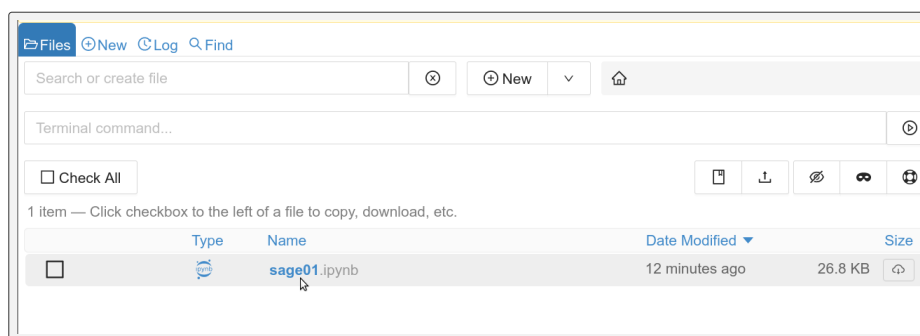 Files New Log Find
Search or create file New
Terminal command...
Check All
1 item — Click checkbox to the left of a file to copy, download, etc.
Type Name Date Modified Size
ipynb sage01.ipynb 12 minutes ago 26.8 KB